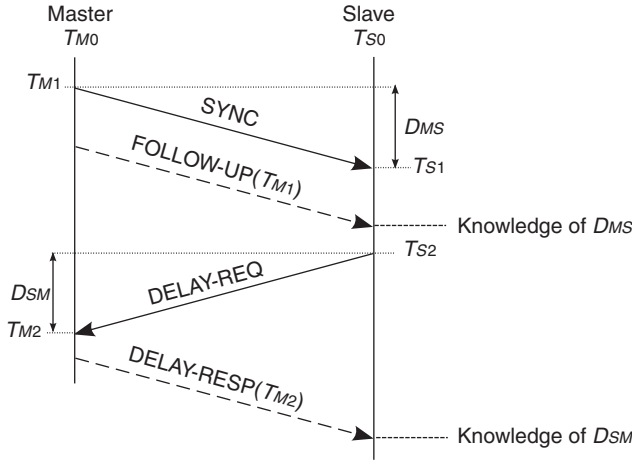 Master
TM0
Slave
TS0
TM1
SYNC
DMS
TS1
FOLLOW-UP(TM1)
Knowledge of DMS
TS2
DELAY-REQ
DSM
TM2
DELAY-RESP(TM2)
Knowledge of DSM